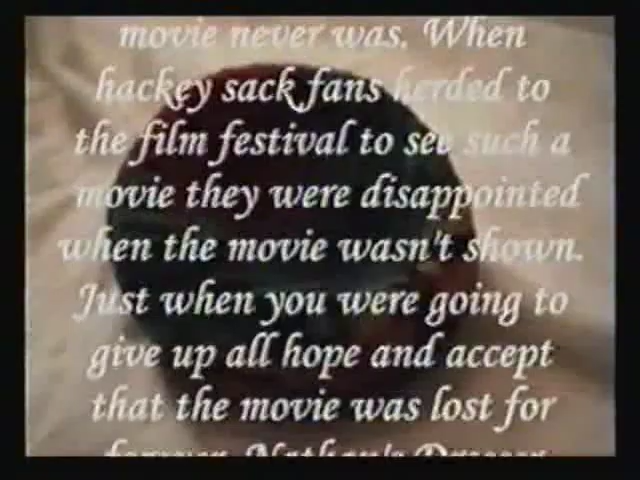 movie never was. When
hackey sack fans herded to
the film festival to see such a
movie they were disappointed
when the movie wasn't shown.
Just when you were going to
give up all hope and accept
that the movie was lost for
forever Nathan's